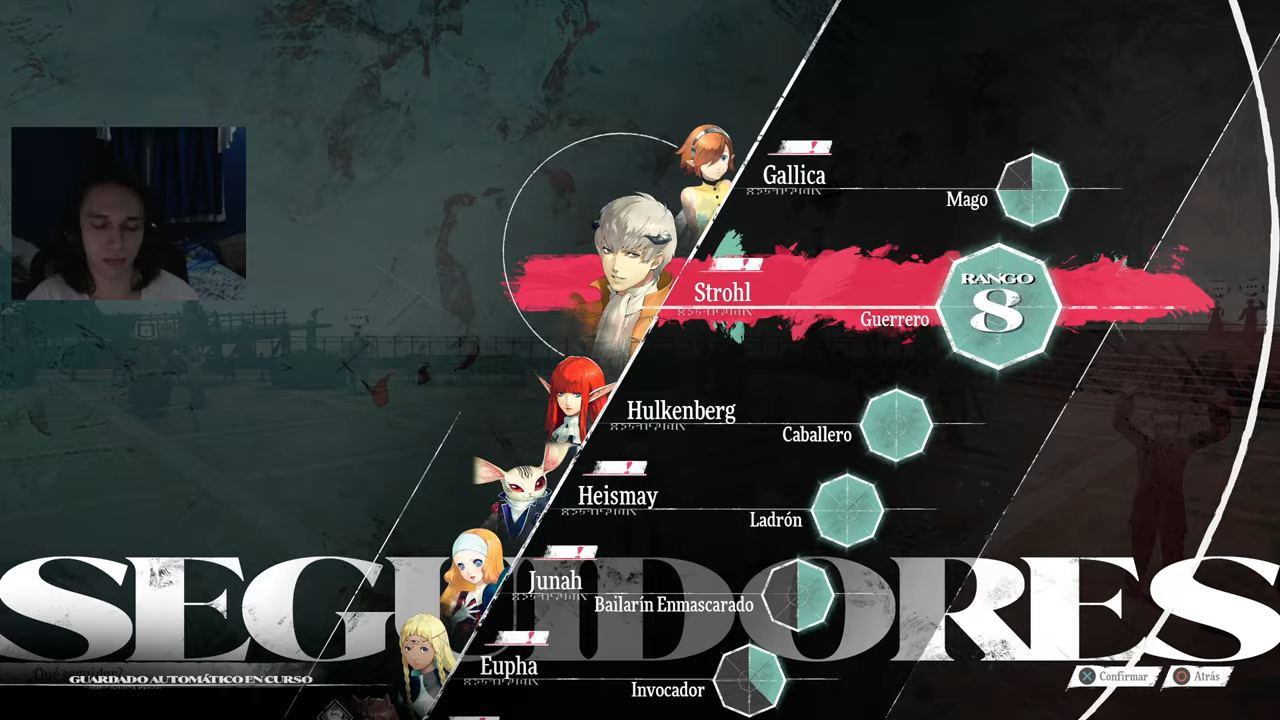 !
Gallica
Mago
!
Strohl
Guerrero
RANGO
8
Hulkenberg
Caballero
!
Heismay
Ladrón
!
Junah
Bailarín Enmascarado
!
Eupha
Invocador
SEGUIDORES
GUARDADO AUTOMÁTICO EN CURSO
Confirmar
Atrás